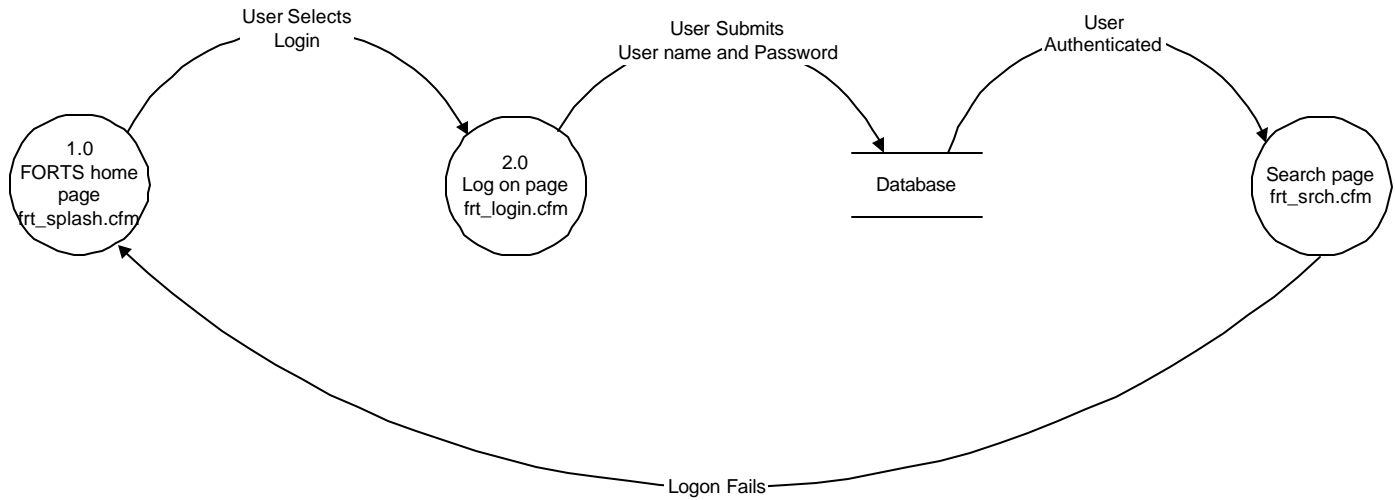 User Selects
Login
User Submits
User name and Password
User
Authenticated
1.0
FORTS home
page
frt_splash.cfm
2.0
Log on page
frt_login.cfm
Database
Search page
frt_srch.cfm
Logon Fails